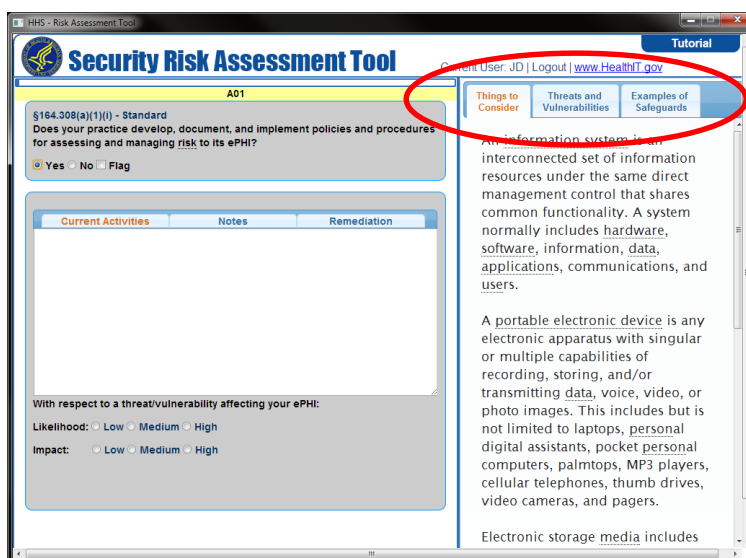 HHS - Risk Assessment Tool
Tutorial
Security Risk Assessment Tool
Current User: JD | Logout | www.HealthIT.gov
A01
§164.308(a)(1)(i) - Standard
Does your practice develop, document, and implement policies and procedures
for assessing and managing risk to its ePHI?
Yes No Flag
Current Activities Notes Remediation
With respect to a threat/vulnerability affecting your ePHI:
Likelihood: Low Medium High
Impact: Low Medium High
Things to
Consider
Threats and
Vulnerabilities
Examples of
Safeguards
An information system is an
interconnected set of information
resources under the same direct
management control that shares
common functionality. A system
normally includes hardware,
software, information, data,
applications, communications, and
users.
A portable electronic device is any
electronic apparatus with singular
or multiple capabilities of
recording, storing, and/or
transmitting data, voice, video, or
photo images. This includes but is
not limited to laptops, personal
digital assistants, pocket personal
computers, palmtops, MP3 players,
cellular telephones, thumb drives,
video cameras, and pagers.
Electronic storage media includes